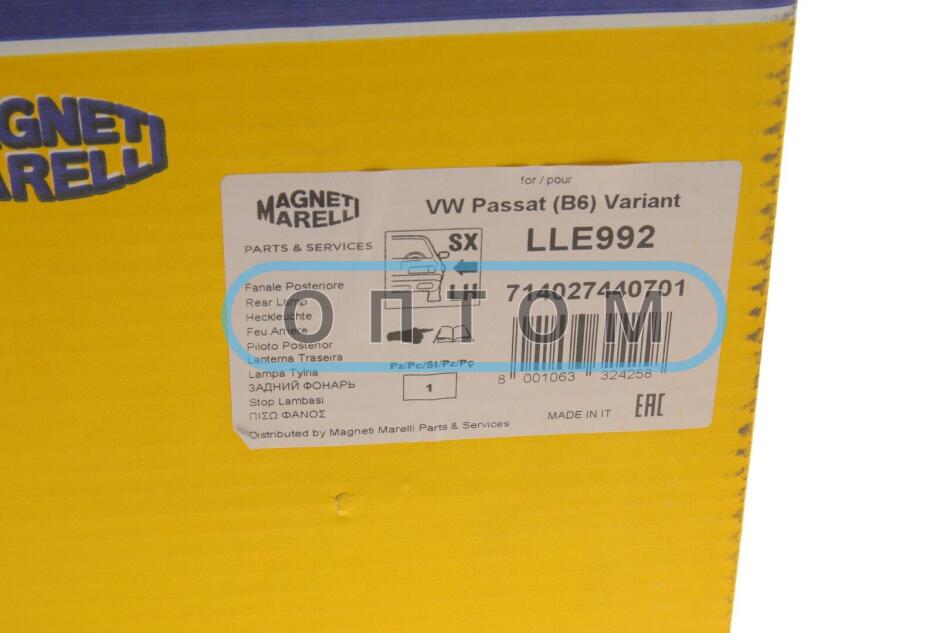 MAGNETI
MARELLI
for / pour
VW Passat (B6) Variant
MAGNETI
MARELLI
PARTS & SERVICES
SX
LH
LLE992
714027440701
Fanale Posteriore
Rear Lamp
Heckleuchte
Feu Arriere
Piloto Posterior
Lanterna Traseira
Lampa Tylna
ЗАДНИЙ ФОНАРЬ
Stop Lambasi
ΠΙΣΩ ΦΑΝΟΣ
Pz/Pc/St/Pz/Pç
1
8 001063 324258
MADE IN IT
EAC
Distributed by Magneti Marelli Parts & Services
ОПТОМ